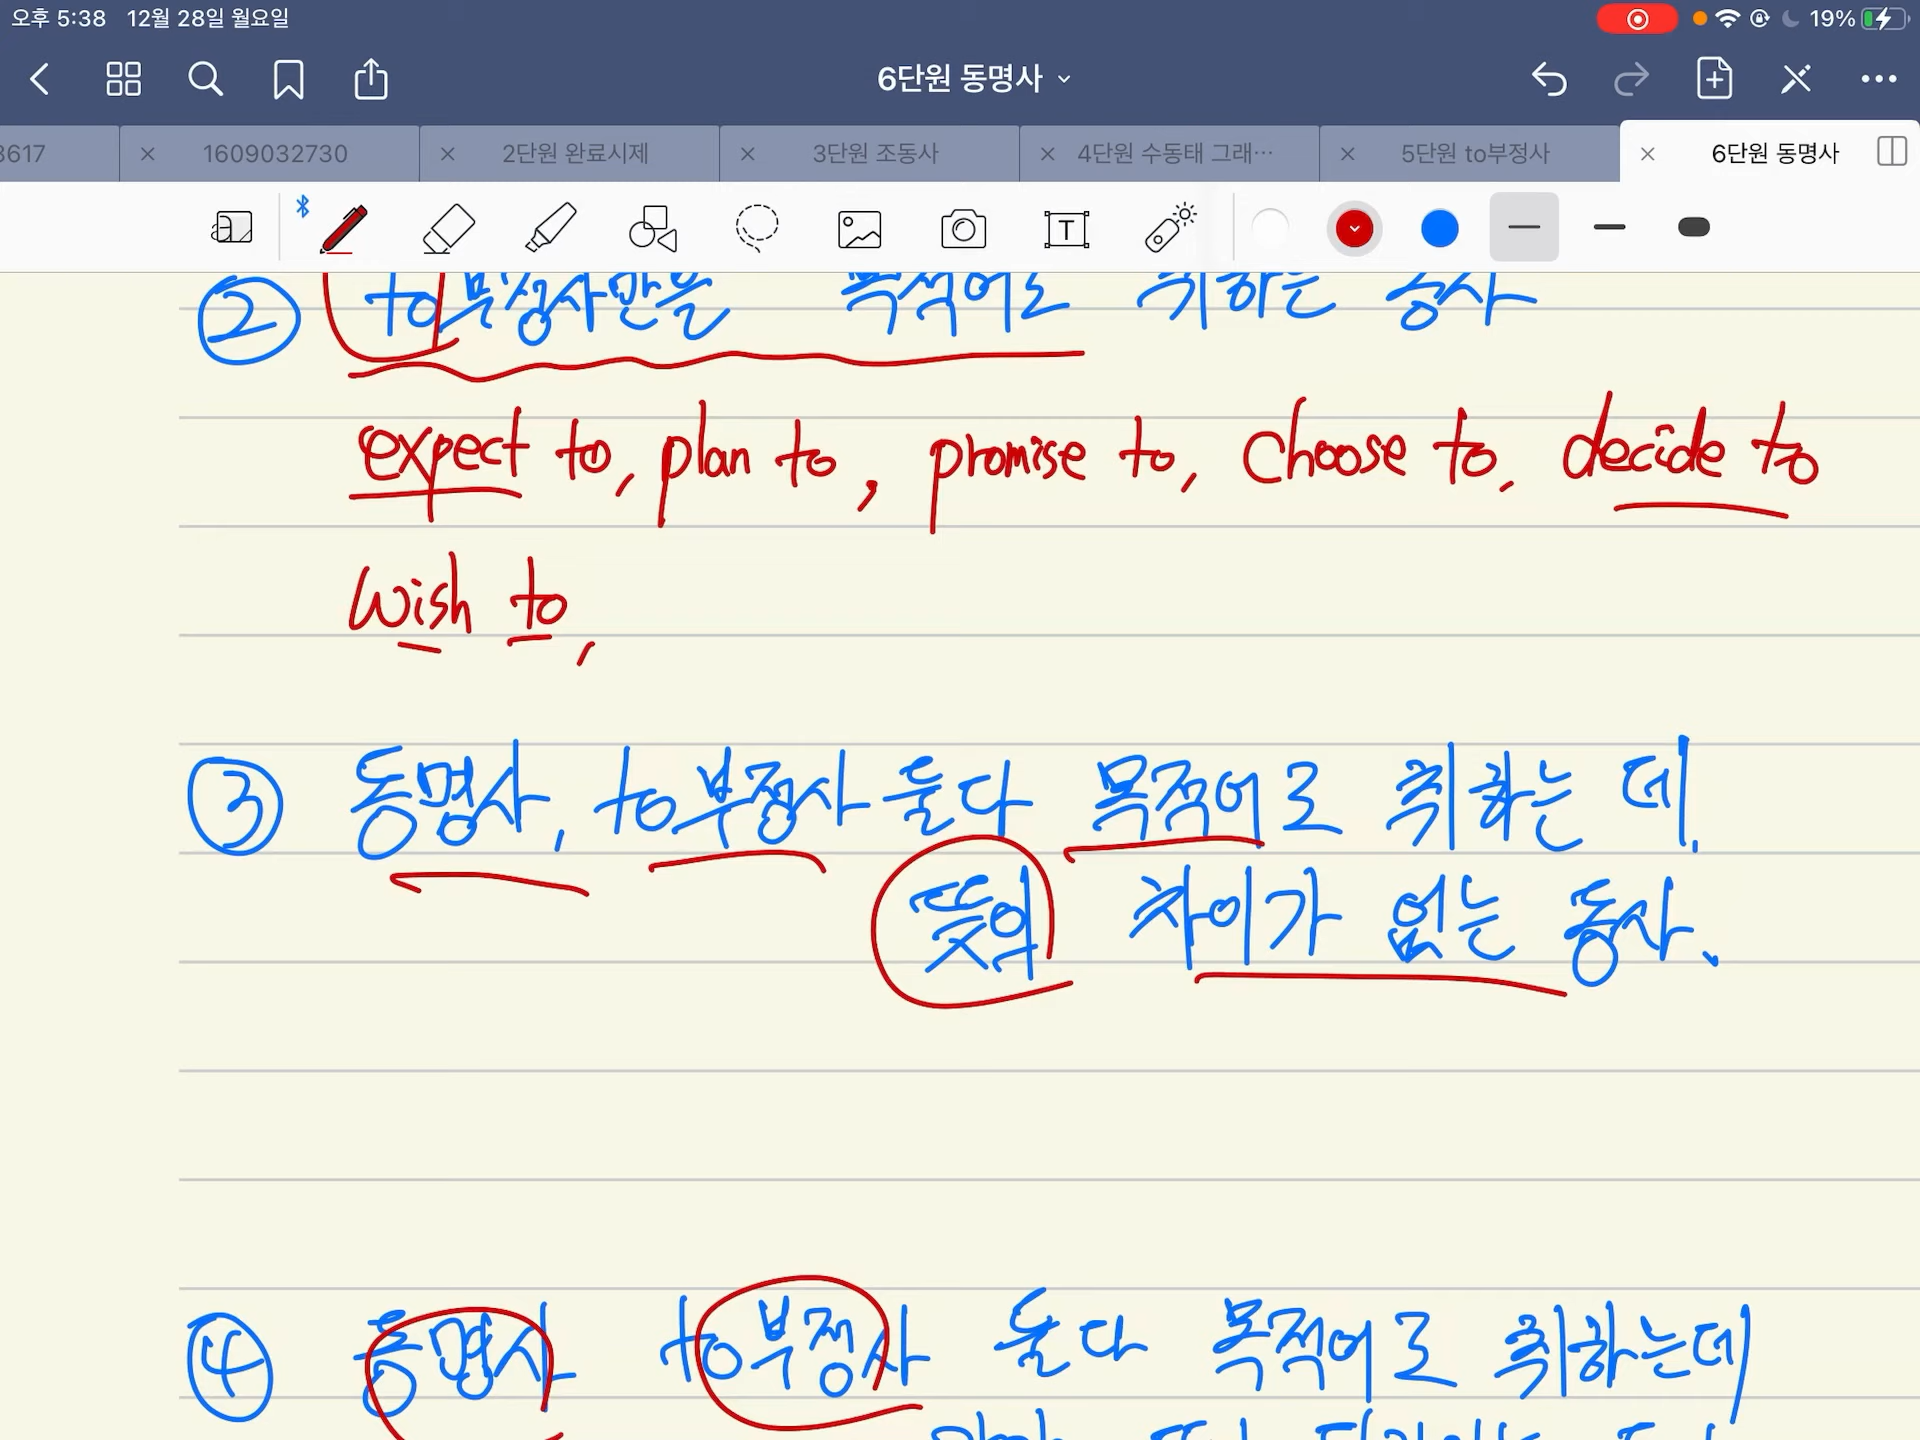 오후 5:38 12월 28일 월요일 19%
6단원 동명사
3617 1609032730 2단원 완료시제 3단원 조동사 4단원 수동태 그래… 5단원 to부정사 6단원 동명사
② to부정사만을 목적어로 취하는 동사
expect to, plan to, promise to, choose to, decide to
wish to,
③ 동명사, to부정사 둘다 목적어로 취하는 데.
뜻의 차이가 없는 동사.
④ 동명사 to부정사 둘다 목적어로 취하는데